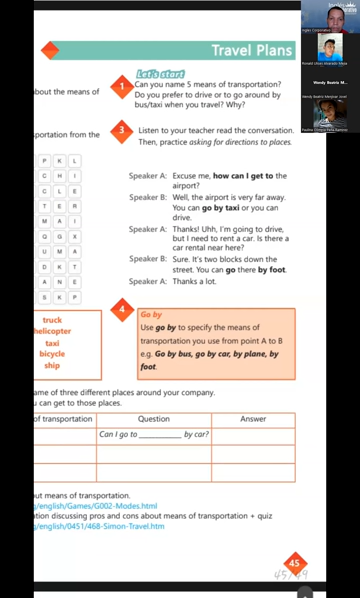 Travel Plans
Let's start
1
Can you name 5 means of transportation?
Do you prefer to drive or to go around by
bus/taxi when you travel? Why?
about the means of
3
Listen to your teacher read the conversation.
Then, practice asking for directions to places.
sportation from the
P K L
C H I
C L E
T E R
M A I
G G X
U M A
D K T
A N E
S K P
Speaker A: Excuse me, how can I get to the
airport?
Speaker B: Well, the airport is very far away.
You can go by taxi or you can
drive.
Speaker A: Thanks! Uhh, I'm going to drive,
but I need to rent a car. Is there a
car rental near here?
Speaker B: Sure. It's two blocks down the
street. You can go there by foot.
Speaker A: Thanks a lot.
truck
helicopter
taxi
bicycle
ship
4
Go by
Use go by to specify the means of
transportation you use from point A to B
e.g. Go by bus, go by car, by plane, by
foot.
ame of three different places around your company.
u can get to those places.
of transportation Question Answer
Can I go to __________ by car?
out means of transportation.
g/english/Games/G002-Modes.html
ation discussing pros and cons about means of transportation + quiz
g/english/0451/468-Simon-Travel.htm
45